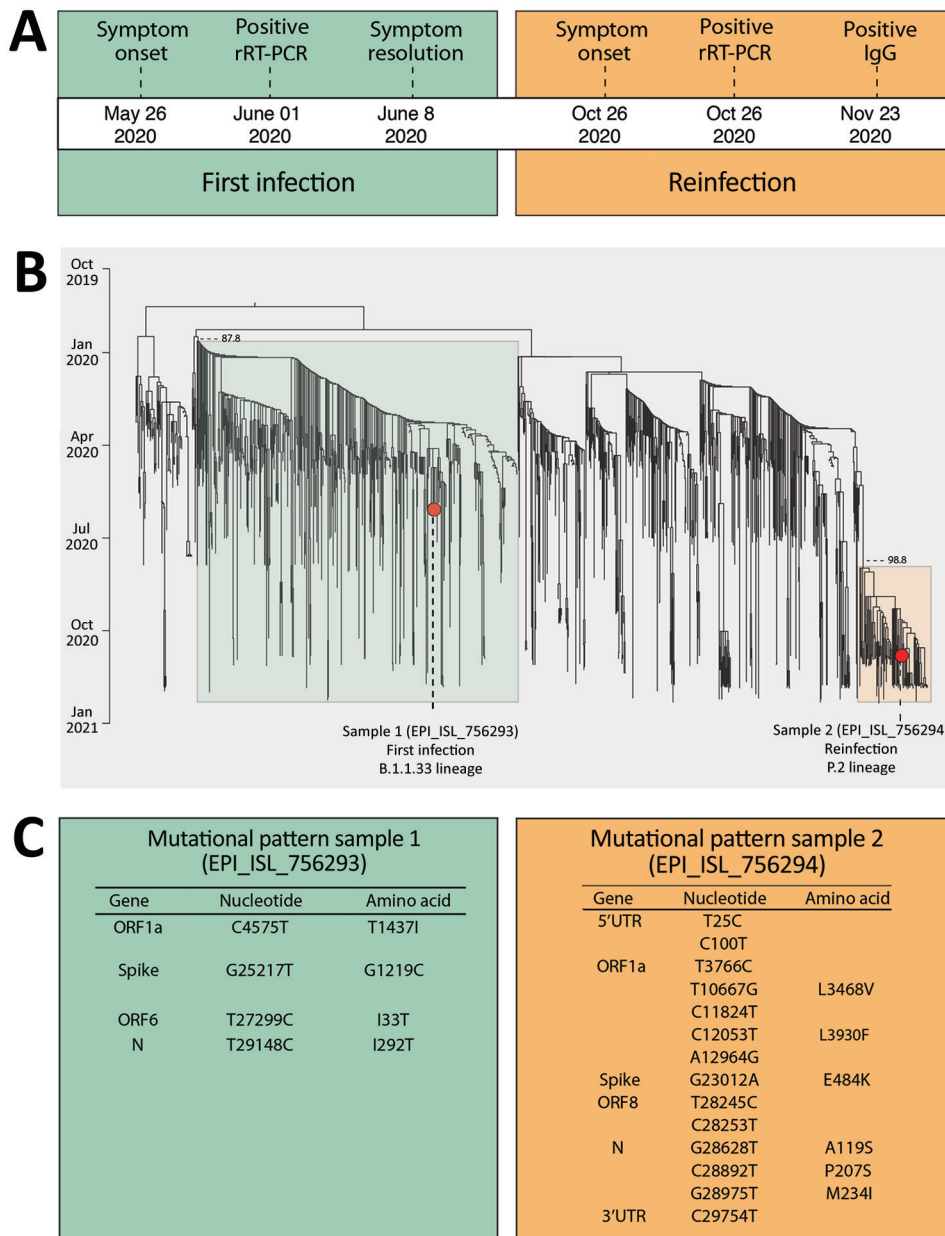 A
Symptom onset
Positive rRT-PCR
Symptom resolution
Symptom onset
Positive rRT-PCR
Positive IgG
May 26 2020
June 01 2020
June 8 2020
Oct 26 2020
Oct 26 2020
Nov 23 2020
First infection
Reinfection
B
Oct 2019
Jan 2020
Apr 2020
Jul 2020
Oct 2020
Jan 2021
87.8
98.8
Sample 1 (EPI_ISL_756293)
First infection
B.1.1.33 lineage
Sample 2 (EPI_ISL_756294
Reinfection
P.2 lineage
C
Mutational pattern sample 1
(EPI_ISL_756293)
Gene Nucleotide Amino acid
ORF1a C4575T T1437I
Spike G25217T G1219C
ORF6 T27299C I33T
N T29148C I292T
Mutational pattern sample 2
(EPI_ISL_756294)
Gene Nucleotide Amino acid
5'UTR T25C
C100T
ORF1a T3766C
T10667G L3468V
C11824T
C12053T L3930F
A12964G
Spike G23012A E484K
ORF8 T28245C
C28253T
N G28628T A119S
C28892T P207S
G28975T M234I
3'UTR C29754T